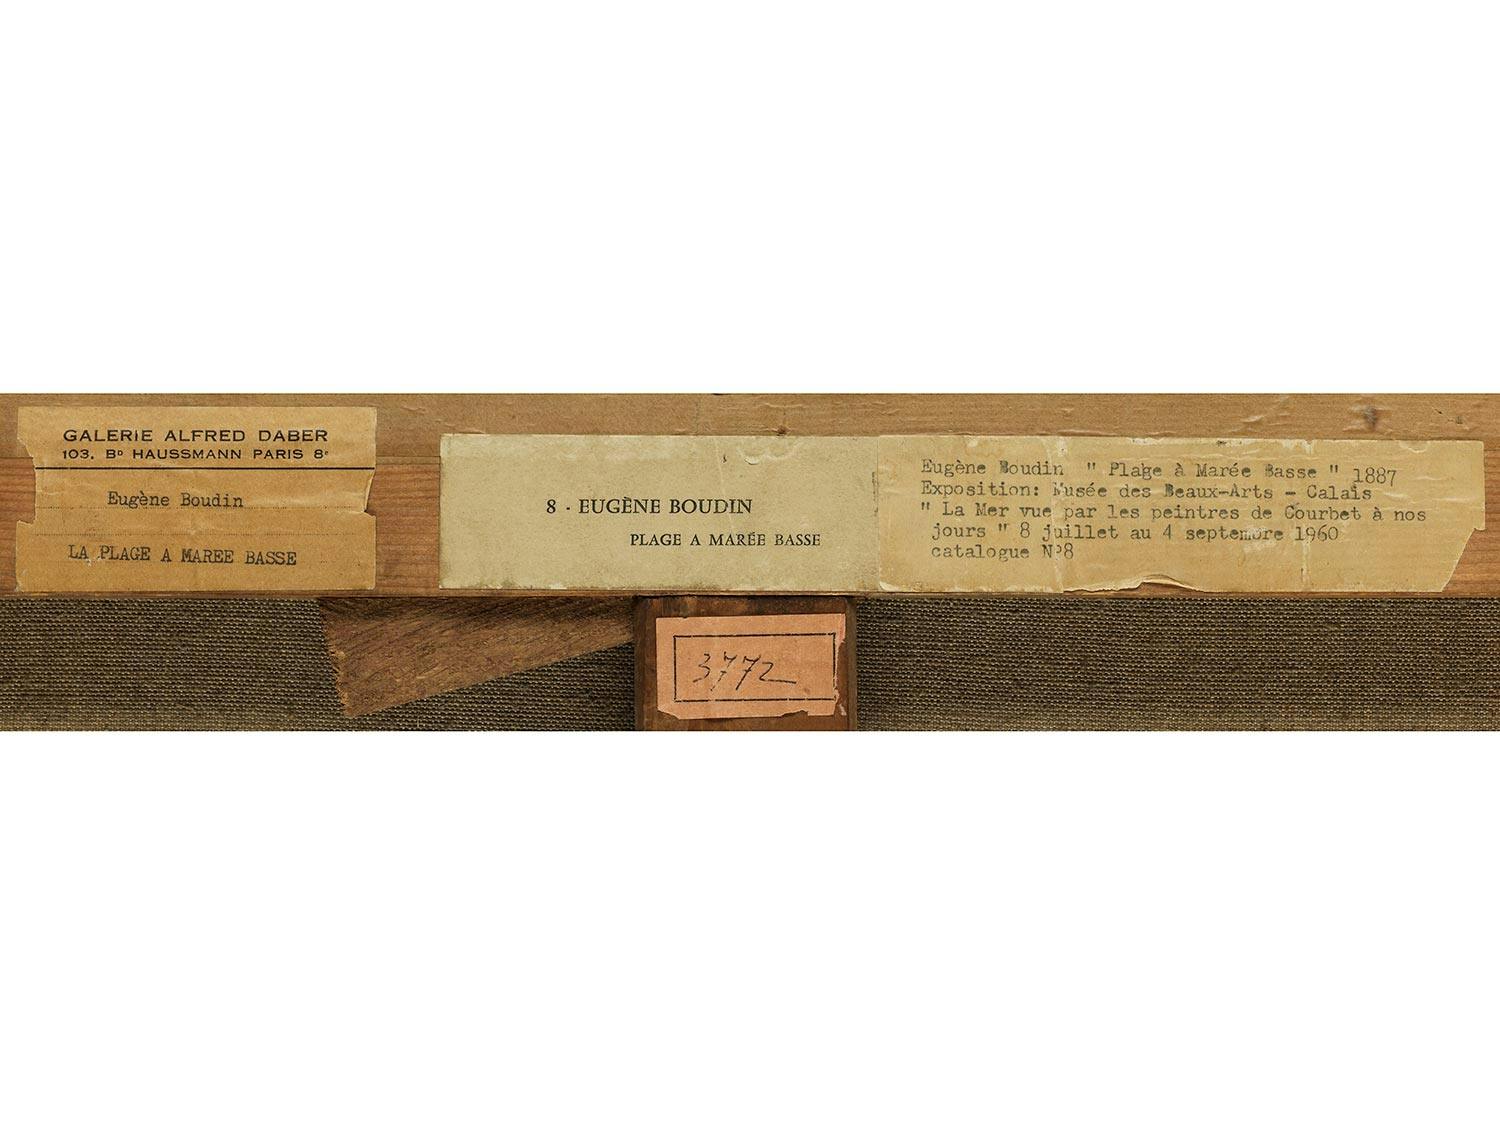 GALERIE ALFRED DABER
103. Bᴰ HAUSSMANN PARIS 8ᵉ
Eugène Boudin
LA PLAGE A MAREE BASSE
8 · EUGÈNE BOUDIN
PLAGE A MARÉE BASSE
Eugène Boudin " Plage à Marée Basse " 1887
Exposition: Musée des Beaux-Arts – Calais
" La Mer vue par les peintres de Courbet à nos
jours " 8 juillet au 4 septembre 1960
catalogue Nº8
3772